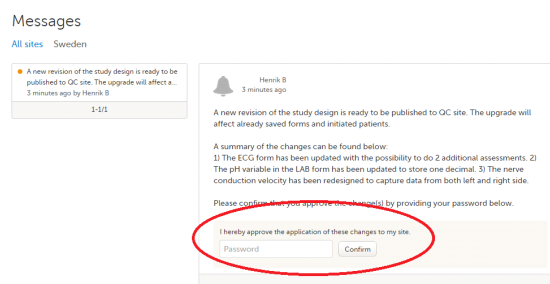 Messages
All sites Sweden
A new revision of the study design is ready to be
published to QC site. The upgrade will affect a...
3 minutes ago by Henrik B
1-1/1
Henrik B
3 minutes ago
A new revision of the study design is ready to be published to QC site. The upgrade will
affect already saved forms and initiated patients.
A summary of the changes can be found below:
1) The ECG form has been updated with the possibility to do 2 additional assessments. 2)
The pH variable in the LAB form has been updated to store one decimal. 3) The nerve
conduction velocity has been redesigned to capture data from both left and right side.
Please confirm that you approve the change(s) by providing your password below.
I hereby approve the application of these changes to my site.
Password Confirm